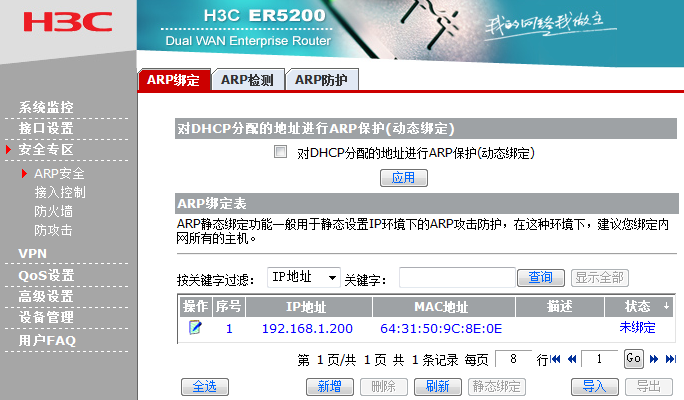 H3C
H3C ER5200
Dual WAN Enterprise Router
我的网络我做主
ARP绑定 ARP检测 ARP防护
系统监控
接口设置
安全专区
ARP安全
接入控制
防火墙
防攻击
VPN
QoS设置
高级设置
设备管理
用户FAQ
对DHCP分配的地址进行ARP保护(动态绑定)
对DHCP分配的地址进行ARP保护(动态绑定)
应用
ARP绑定表
ARP静态绑定功能一般用于静态设置IP环境下的ARP攻击防护，在这种环境下，建议您绑定内
网所有的主机。
按关键字过滤： IP地址 关键字： 查询 显示全部
操作 序号 IP地址 MAC地址 描述 状态
1 192.168.1.200 64:31:50:9C:8E:0E 未绑定
第 1 页/共 1 页 共 1 条记录 每页 8 行 1 Go
全选 新增 删除 刷新 静态绑定 导入 导出